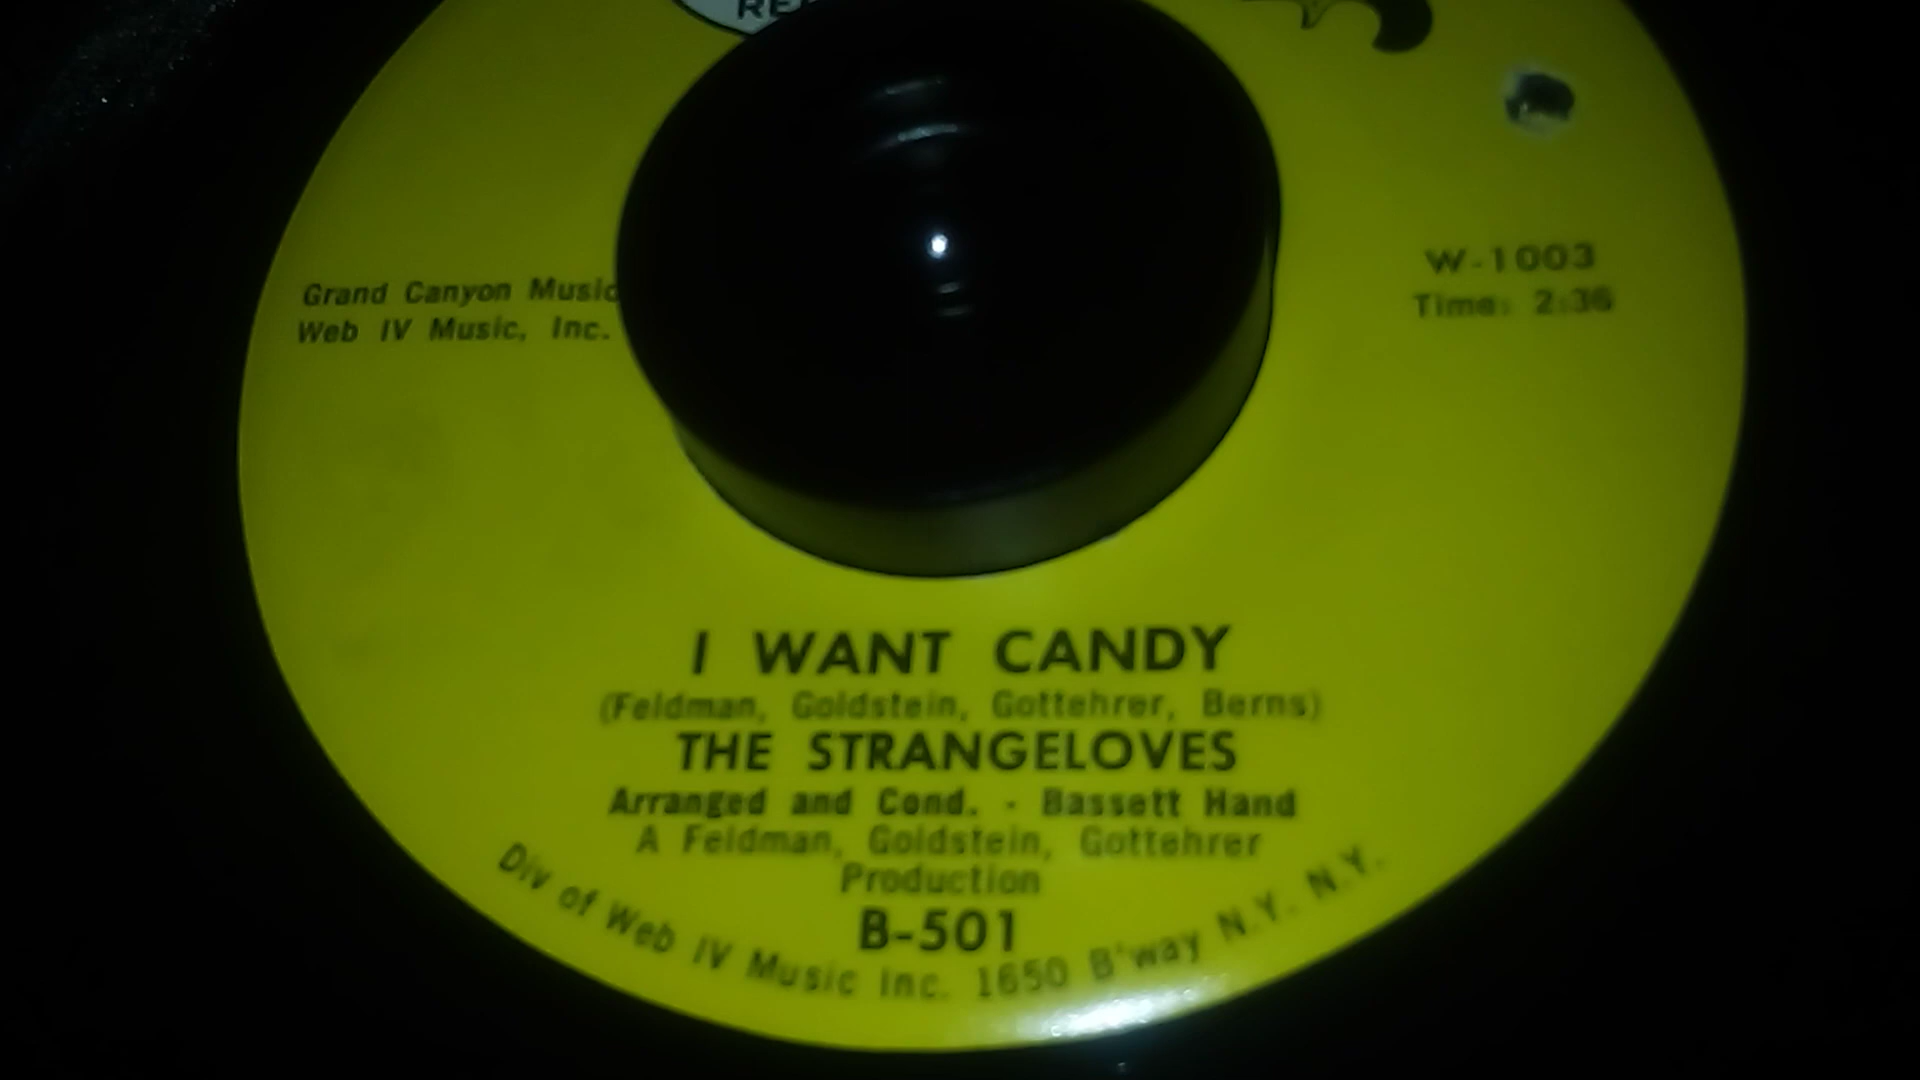 Grand Canyon Music
Web IV Music, Inc.
W-1003
Time: 2:36
I WANT CANDY
(Feldman, Goldstein, Gottehrer, Berns)
THE STRANGELOVES
Arranged and Cond. - Bassett Hand
A Feldman, Goldstein, Gottehrer
Production
B-501
Div of Web IV Music Inc. 1650 B'way N.Y. N.Y.